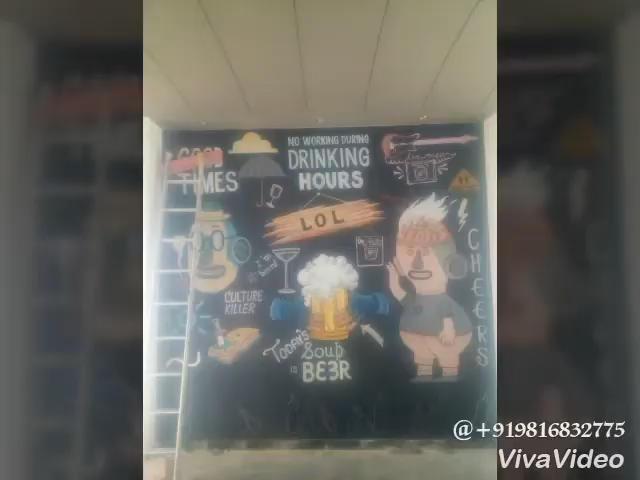 GOOD
TIMES
NO WORKING DURING
DRINKING
HOURS
LOL
CHEERS
CULTURE
KILLER
TODAY'S
SOUP
IS
BE3R
@+919816832775
VivaVideo